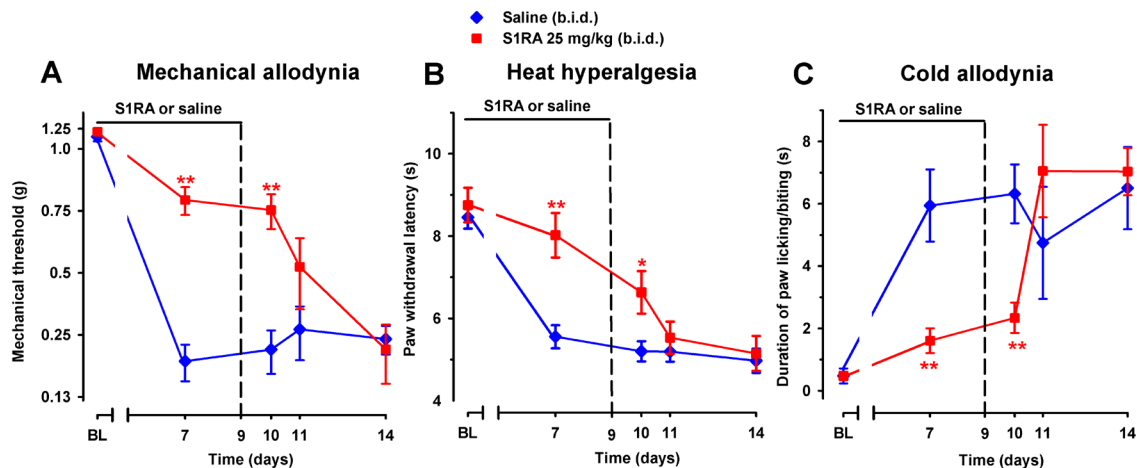 Saline (b.i.d.)
S1RA 25 mg/kg (b.i.d.)
A
Mechanical allodynia
S1RA or saline
Mechanical threshold (g)
1.25
1.0
0.75
0.5
0.25
0.13
**
**
BL
7
9
10
11
14
Time (days)
B
Heat hyperalgesia
S1RA or saline
Paw withdrawal latency (s)
10
8
6
4
**
*
BL
7
9
10
11
14
Time (days)
C
Cold allodynia
S1RA or saline
Duration of paw licking/biting (s)
8
6
4
2
0
**
**
BL
7
9
10
11
14
Time (days)